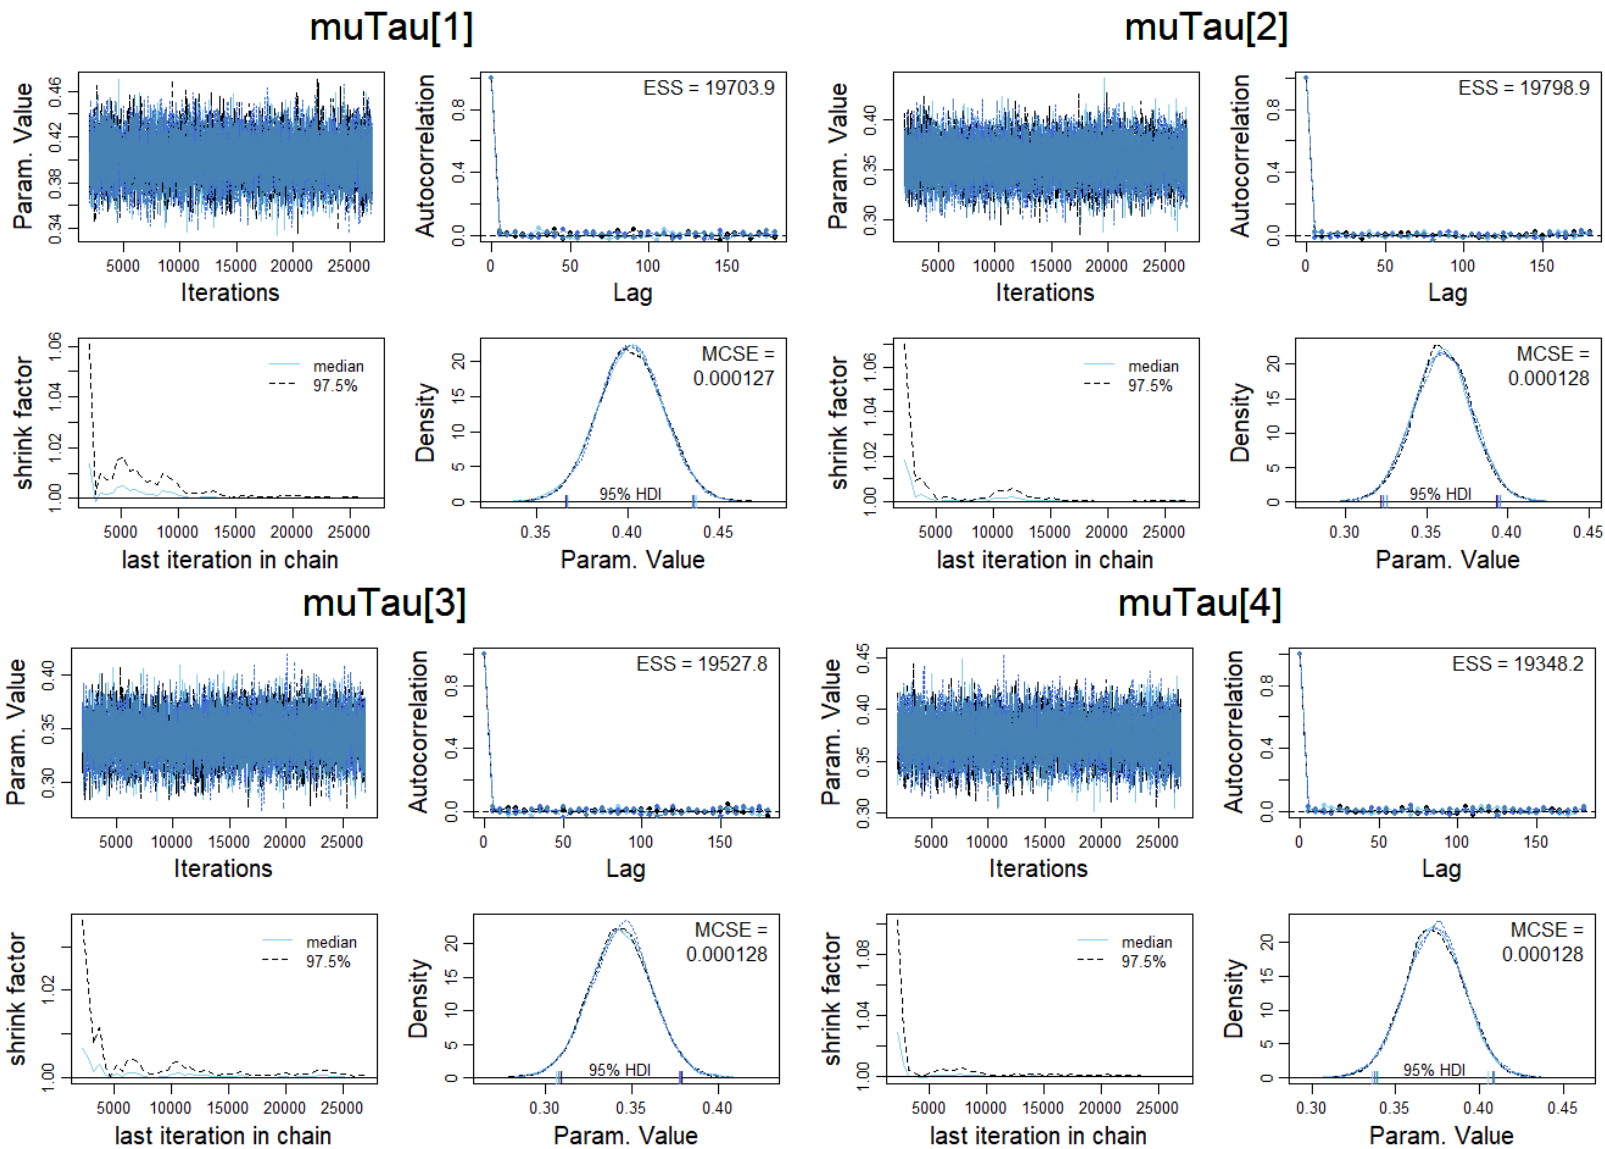 muTau[1]
Param. Value
0.34 0.38 0.42 0.46
5000 10000 15000 20000 25000
Iterations
Autocorrelation
0.0 0.4 0.8
ESS = 19703.9
0 50 100 150
Lag
shrink factor
1.00 1.02 1.04 1.06
median
97.5%
5000 10000 15000 20000 25000
last iteration in chain
Density
0 5 10 15 20
MCSE =
0.000127
95% HDI
0.35 0.40 0.45
Param. Value
muTau[2]
Param. Value
0.30 0.35 0.40
5000 10000 15000 20000 25000
Iterations
Autocorrelation
0.0 0.4 0.8
ESS = 19798.9
0 50 100 150
Lag
shrink factor
1.00 1.02 1.04 1.06
median
97.5%
5000 10000 15000 20000 25000
last iteration in chain
Density
0 5 10 15 20
MCSE =
0.000128
95% HDI
0.30 0.35 0.40 0.45
Param. Value
muTau[3]
Param. Value
0.30 0.35 0.40
5000 10000 15000 20000 25000
Iterations
Autocorrelation
0.0 0.4 0.8
ESS = 19527.8
0 50 100 150
Lag
shrink factor
1.00 1.02
median
97.5%
5000 10000 15000 20000 25000
last iteration in chain
Density
0 5 10 15 20
MCSE =
0.000128
95% HDI
0.30 0.35 0.40
Param. Value
muTau[4]
Param. Value
0.30 0.35 0.40 0.45
5000 10000 15000 20000 25000
Iterations
Autocorrelation
0.0 0.4 0.8
ESS = 19348.2
0 50 100 150
Lag
shrink factor
1.00 1.04 1.08
median
97.5%
5000 10000 15000 20000 25000
last iteration in chain
Density
0 5 10 15 20
MCSE =
0.000128
95% HDI
0.30 0.35 0.40 0.45
Param. Value